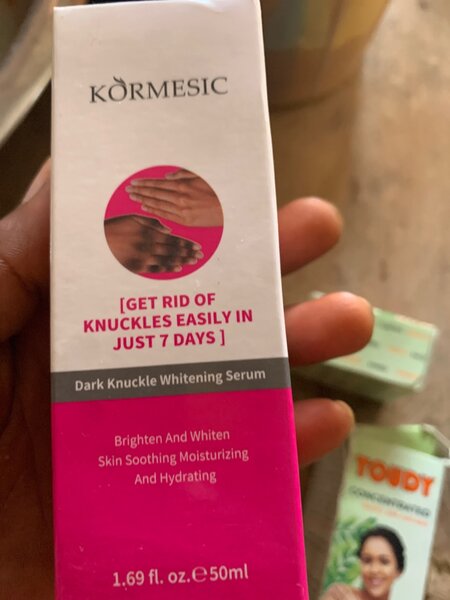 KORMESIC
[GET RID OF
KNUCKLES EASILY IN
JUST 7 DAYS ]
Dark Knuckle Whitening Serum
Brighten And Whiten
Skin Soothing Moisturizing
And Hydrating
1.69 fl. oz.℮50ml
TOUDY
CONCENTRATED